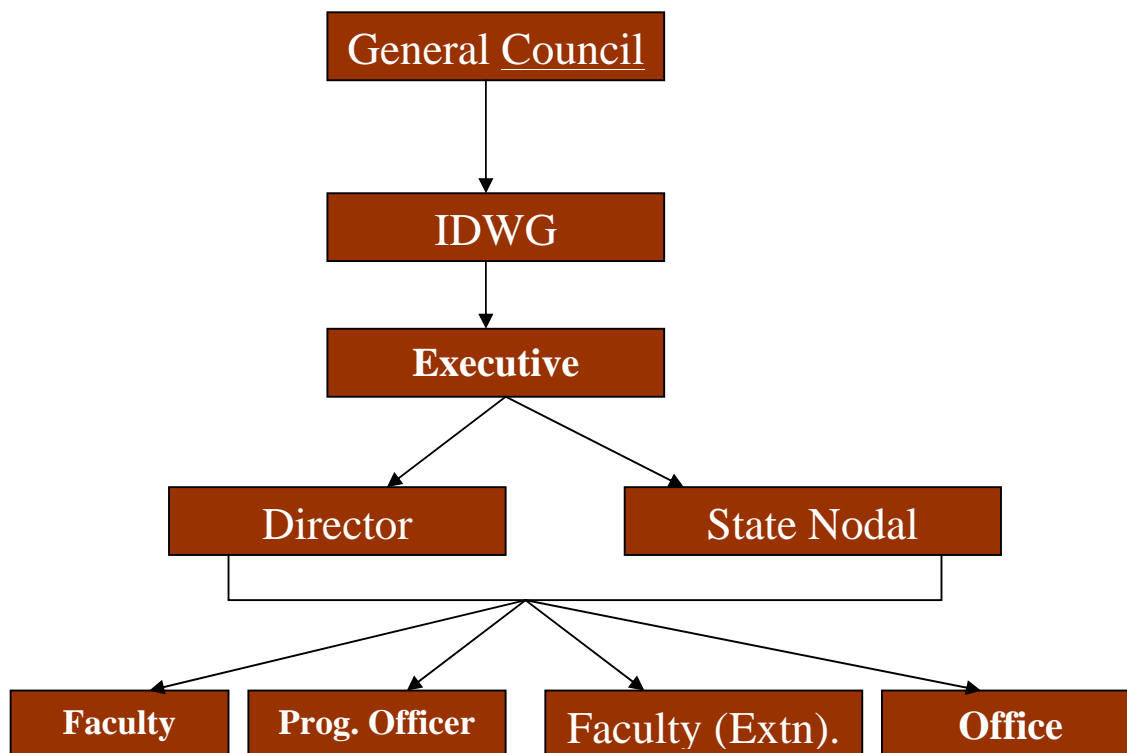 General Council
IDWG
Executive
Director
State Nodal
Faculty
Prog. Officer
Faculty (Extn).
Office